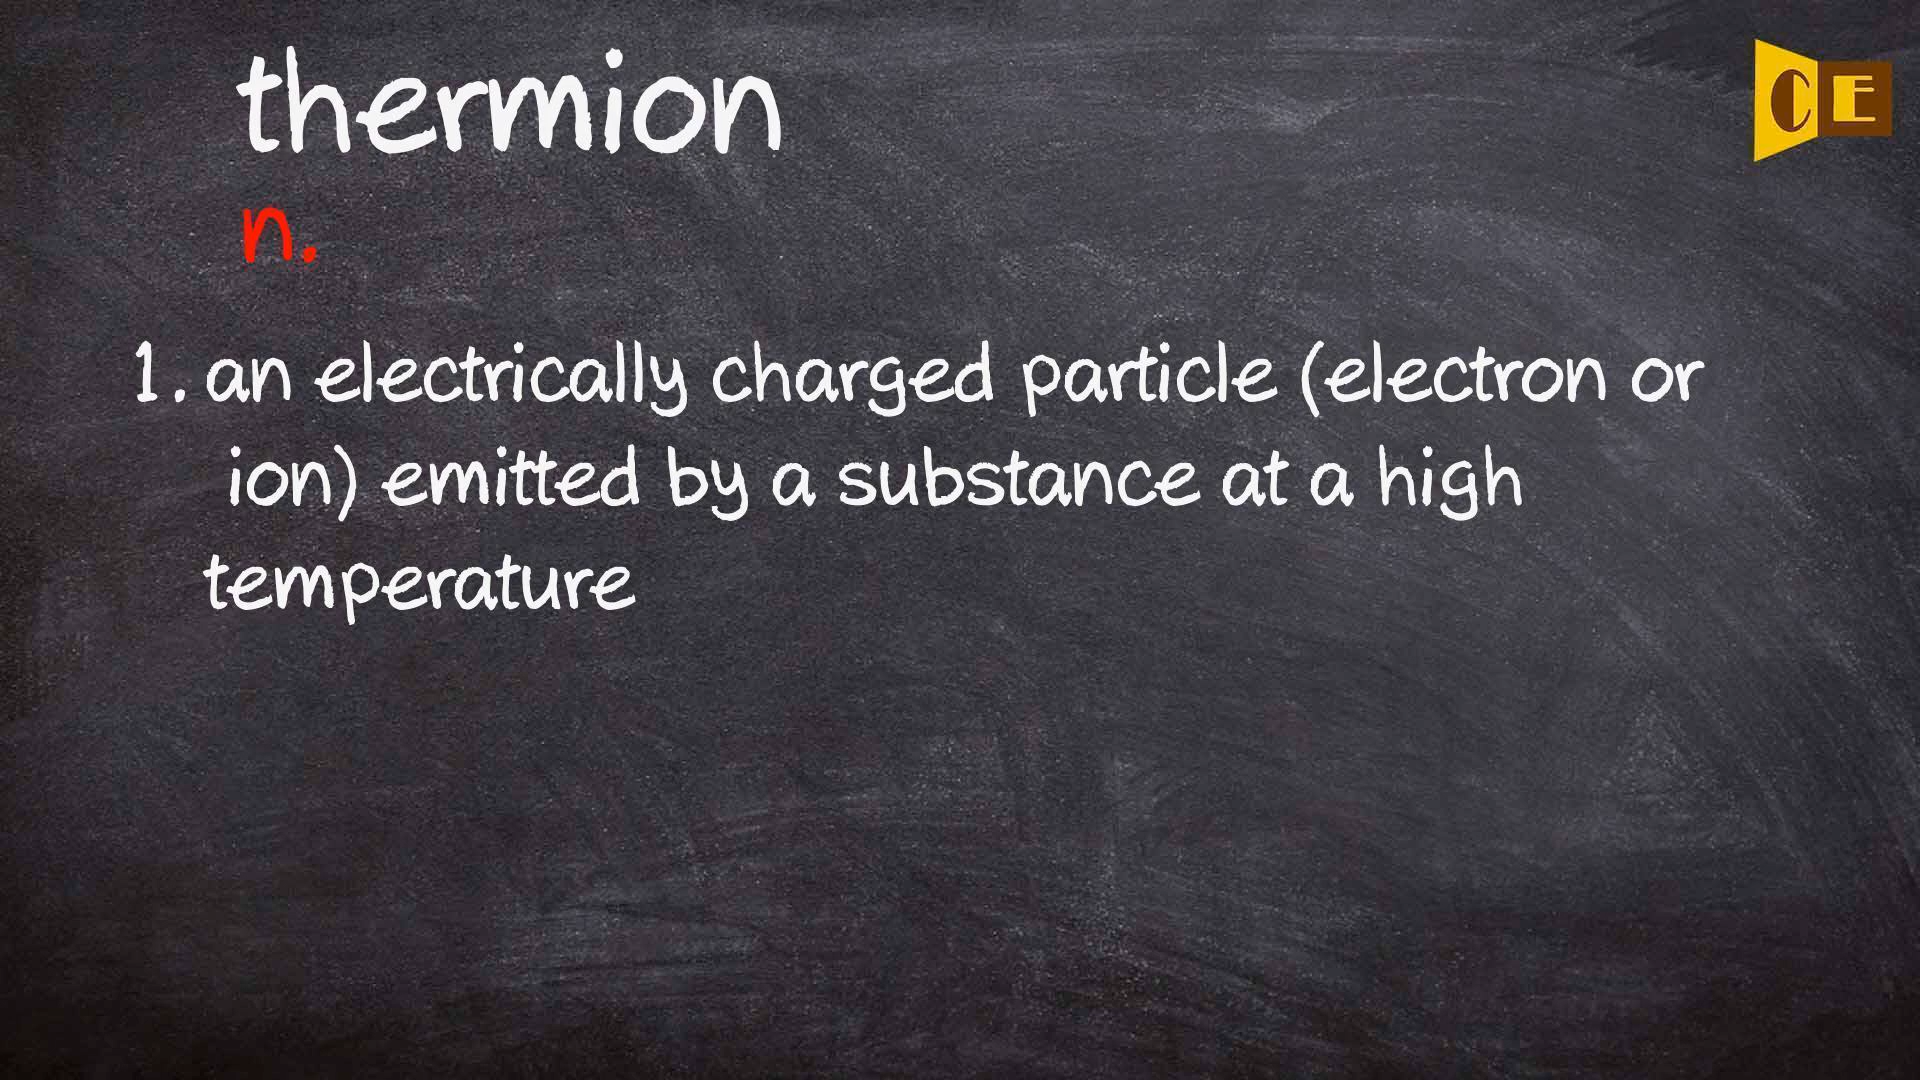 thermion
CE
n.
1. an electrically charged particle (electron or
ion) emitted by a substance at a high
temperature